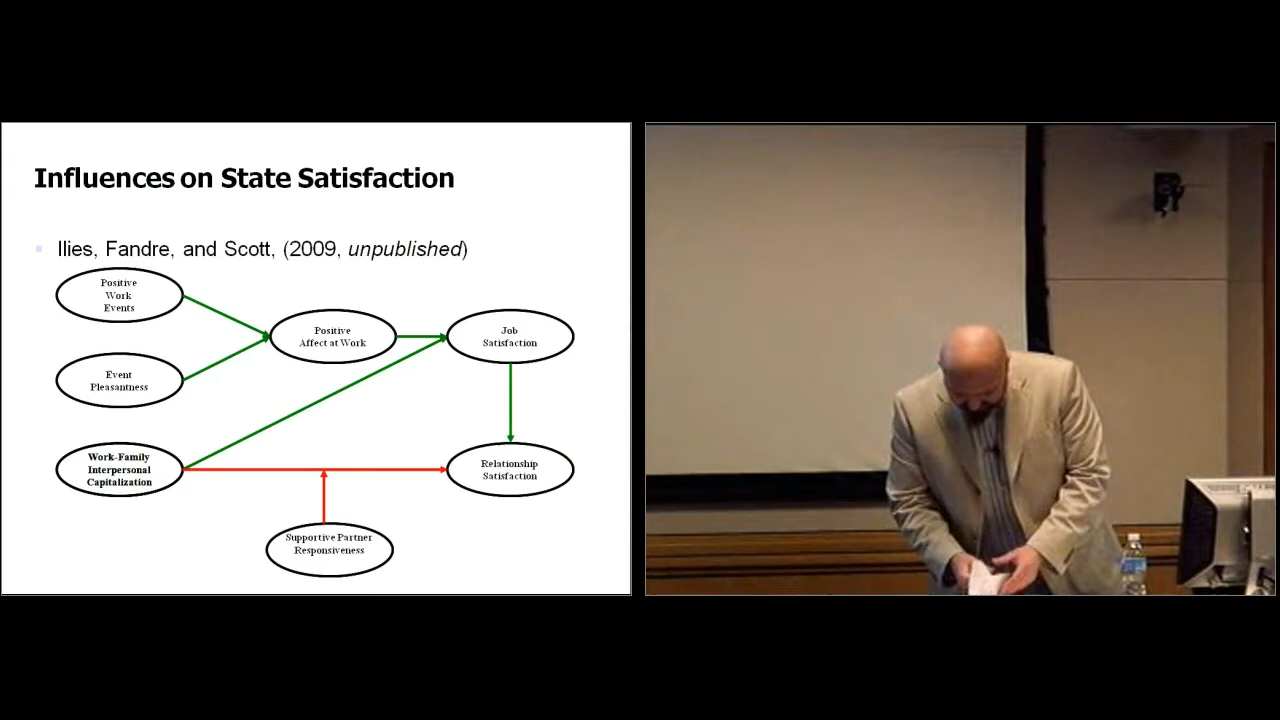 Influences on State Satisfaction
Ilies, Fandre, and Scott, (2009, unpublished)
Positive
Work
Events
Positive
Affect at Work
Job
Satisfaction
Event
Pleasantness
Work-Family
Interpersonal
Capitalization
Relationship
Satisfaction
Supportive Partner
Responsiveness